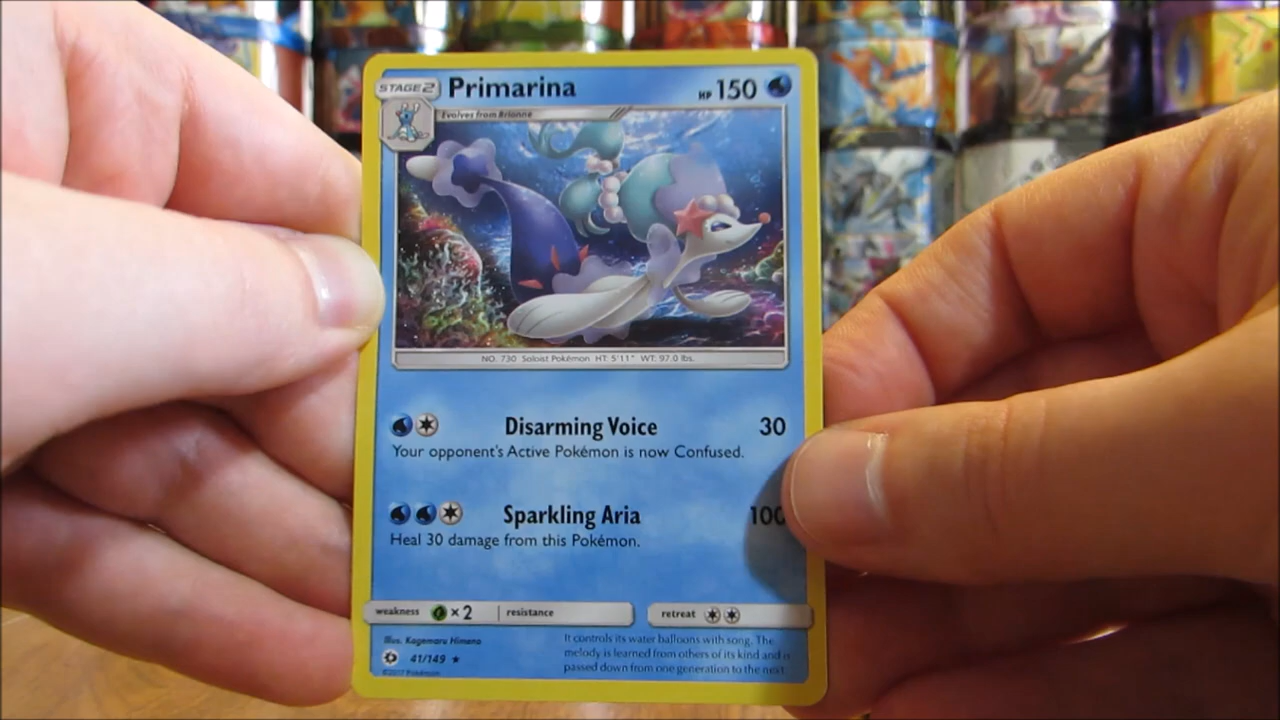 STAGE 2 Primarina HP 150
Evolves from Brionne
NO. 730 Soloist Pokémon HT: 5'11" WT: 97.0 lbs.
Disarming Voice 30
Your opponent's Active Pokémon is now Confused.
Sparkling Aria 100
Heal 30 damage from this Pokémon.
weakness ×2 resistance retreat
Illus. Kagemaru Himeno
It controls its water balloons with song. The
melody is learned from others of its kind and is
passed down from one generation to the next.
41/149 ★
©2017 Pokémon